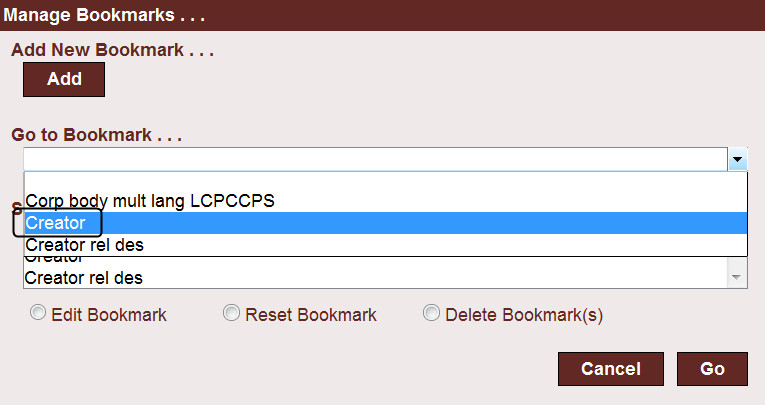 Manage Bookmarks . . .
Add New Bookmark . . .
Add
Go to Bookmark . . .
Corp body mult lang LCPCCPS
S
Creator
Creator rel des
Creator
Creator rel des
Edit Bookmark Reset Bookmark Delete Bookmark(s)
Cancel Go